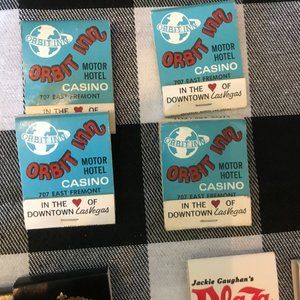 ORBIT INN
ORBIT INN
MOTOR
HOTEL
CASINO
707 EAST FREMONT
IN THE OF
ORBIT INN
ORBIT INN
MOTOR
HOTEL
CASINO
707 EAST FREMONT
IN THE OF
DOWNTOWN Las Vegas
ORBIT INN
ORBIT INN
MOTOR
HOTEL
CASINO
707 EAST FREMONT
IN THE OF
DOWNTOWN Las Vegas
ORBIT INN
ORBIT INN
MOTOR
HOTEL
CASINO
707 EAST FREMONT
IN THE OF
DOWNTOWN Las Vegas
Jackie Gaughan's
Plaza